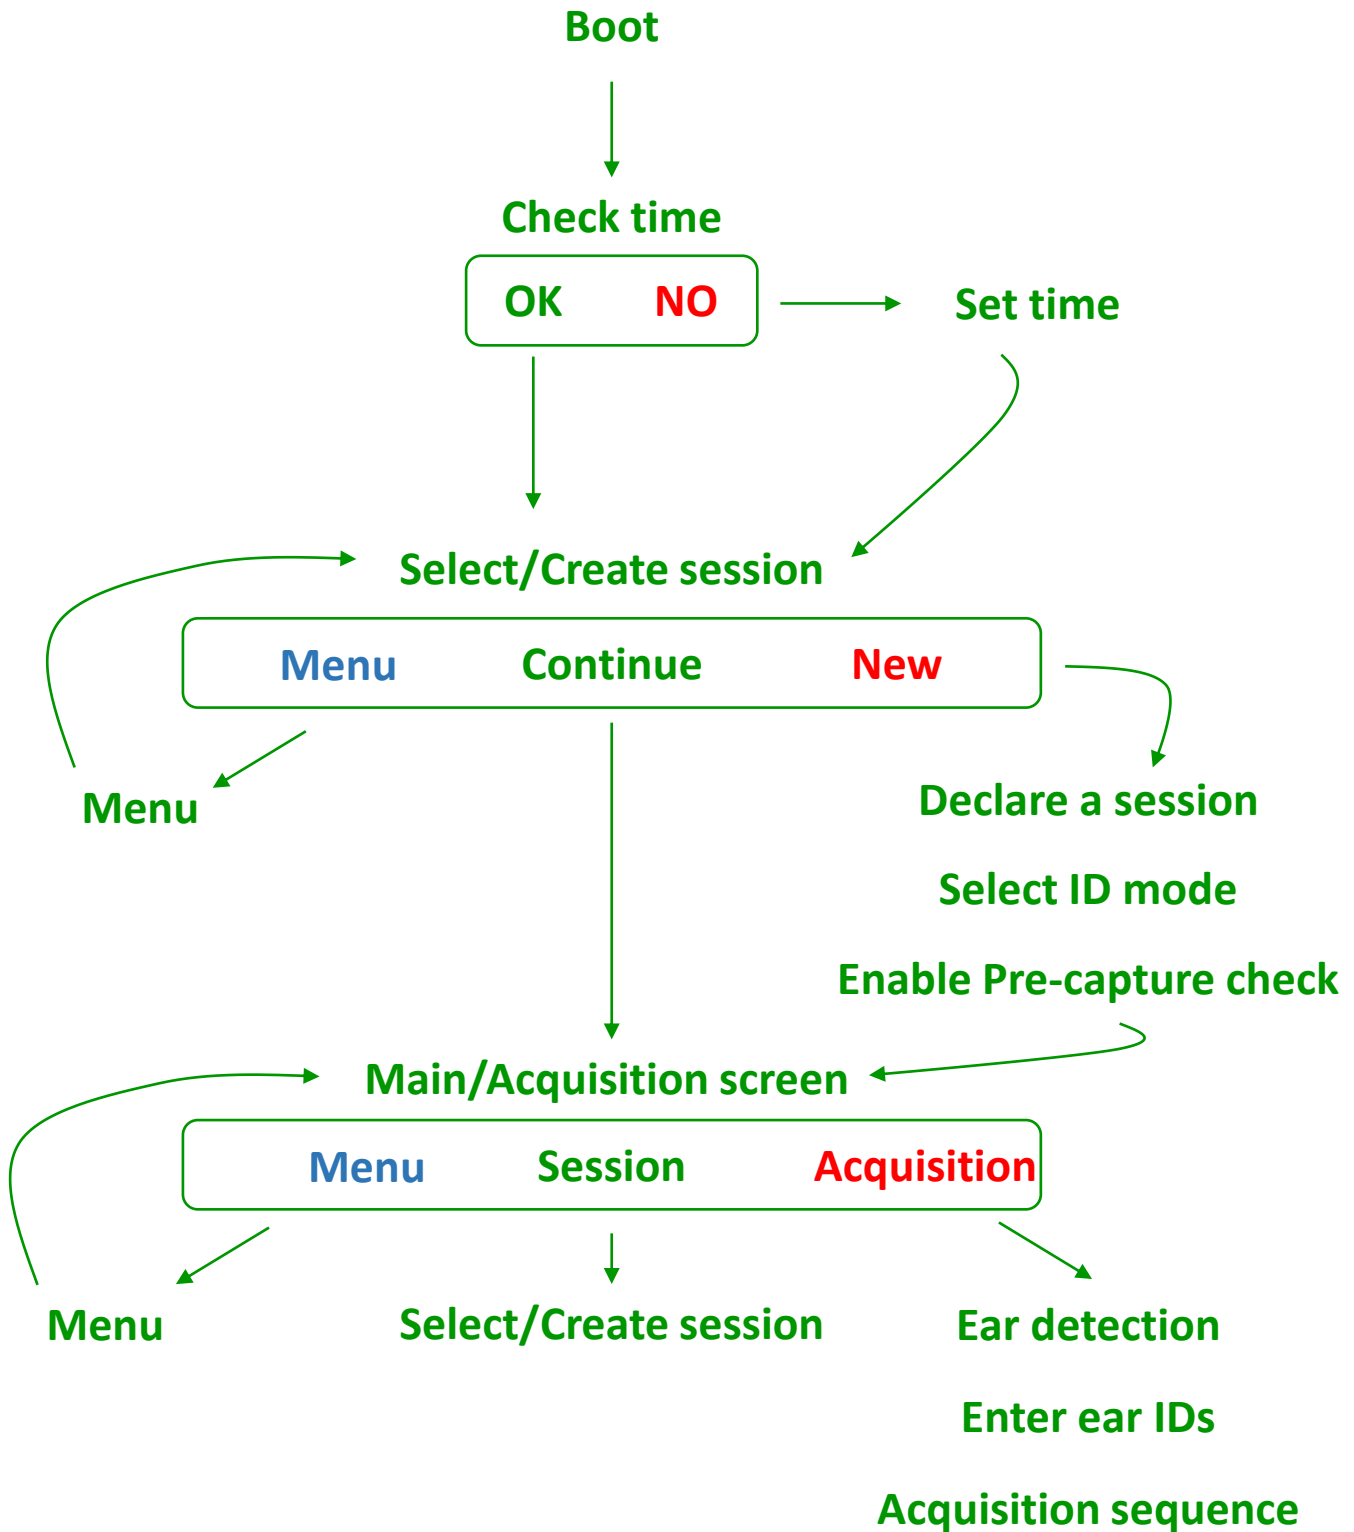 Boot
Check time
OK NO
Set time
Select/Create session
Menu Continue New
Menu
Declare a session
Select ID mode
Enable Pre-capture check
Main/Acquisition screen
Menu Session Acquisition
Menu
Select/Create session
Ear detection
Enter ear IDs
Acquisition sequence